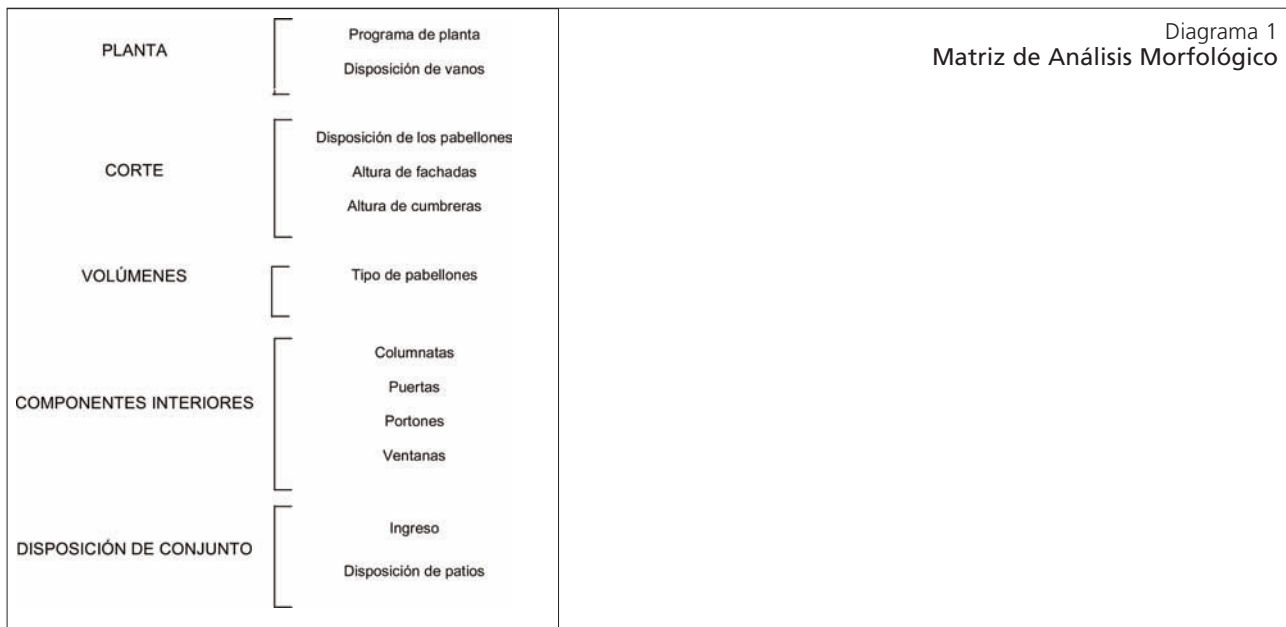 Diagrama 1
Matriz de Análisis Morfológico
PLANTA
Programa de planta
Disposición de vanos
CORTE
Disposición de los pabellones
Altura de fachadas
Altura de cumbreras
VOLÚMENES
Tipo de pabellones
COMPONENTES INTERIORES
Columnatas
Puertas
Portones
Ventanas
DISPOSICIÓN DE CONJUNTO
Ingreso
Disposición de patios